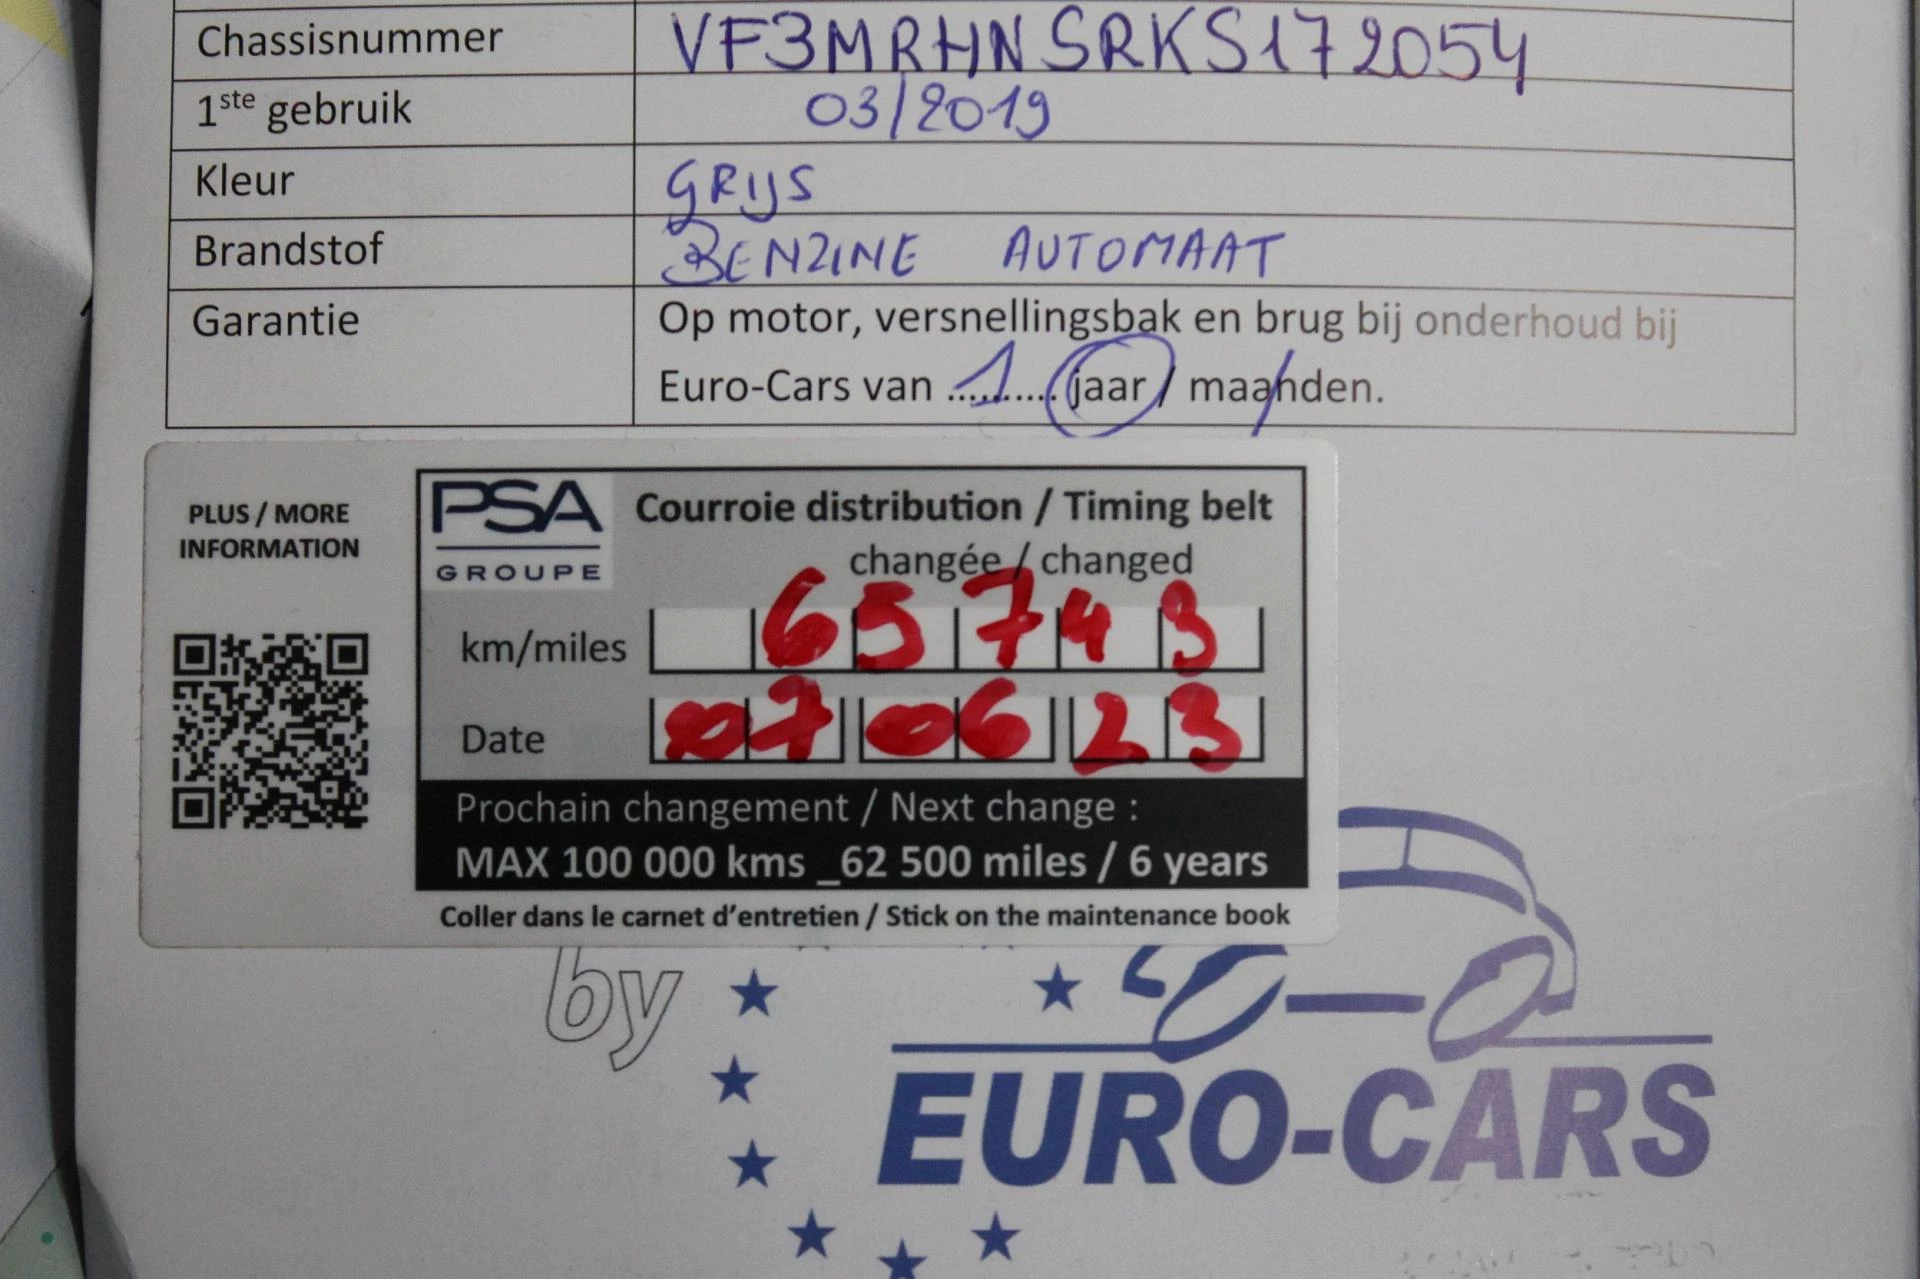 Chassisnummer VF3MRHNSRKS172054
1ste gebruik 03/2019
Kleur GRIJS
Brandstof BENZINE AUTOMAAT
Garantie Op motor, versnellingsbak en brug bij onderhoud bij
Euro-Cars van ...1... jaar / maanden.
PLUS / MORE
INFORMATION
PSA
GROUPE
Courroie distribution / Timing belt
changée / changed
km/miles 65743
Date 07 06 23
Prochain changement / Next change :
MAX 100 000 kms _62 500 miles / 6 years
Coller dans le carnet d'entretien / Stick on the maintenance book
by
EURO-CARS